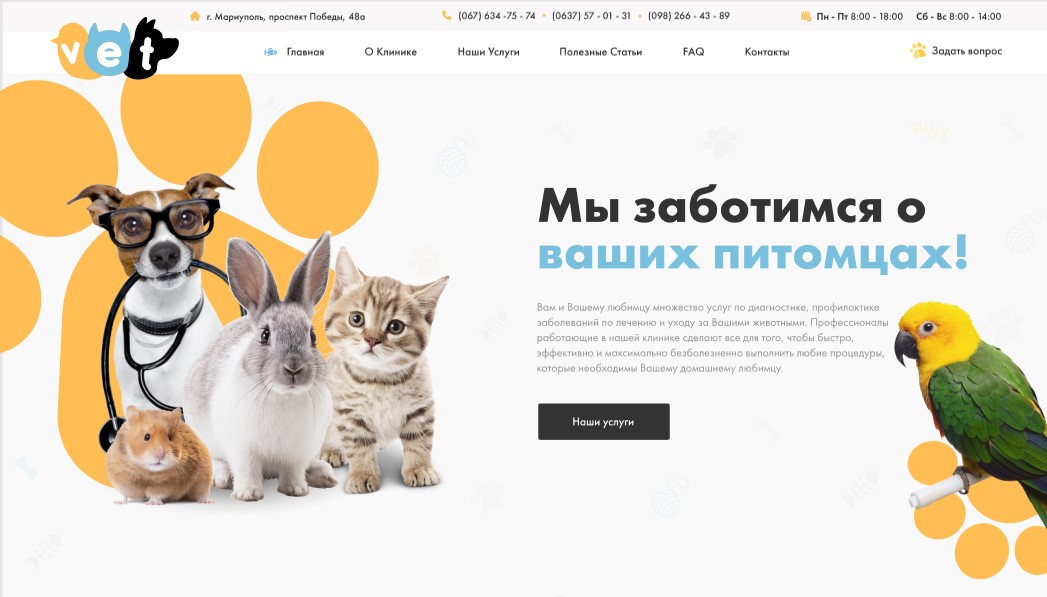 г. Мариуполь, проспект Победы, 48а
(067) 634 -75 - 74 • (0637) 57 - 01 - 31 • (098) 266 - 43 - 89
Пн - Пт 8:00 - 18:00 Сб - Вс 8:00 - 14:00
vet
Главная О Клинике Наши Услуги Полезные Статьи FAQ Контакты
Задать вопрос
Мы заботимся о
ваших питомцах!
Вам и Вашему любимцу множество услуг по диагностике, профилактике
заболеваний по лечению и уходу за Вашими животными. Профессионалы
работающие в нашей клинике сделают все для того, чтобы быстро,
эффективно и максимально безболезненно выполнить любие процедуры,
которые необходимы Вашему домашнему любимцу.
Наши услуги